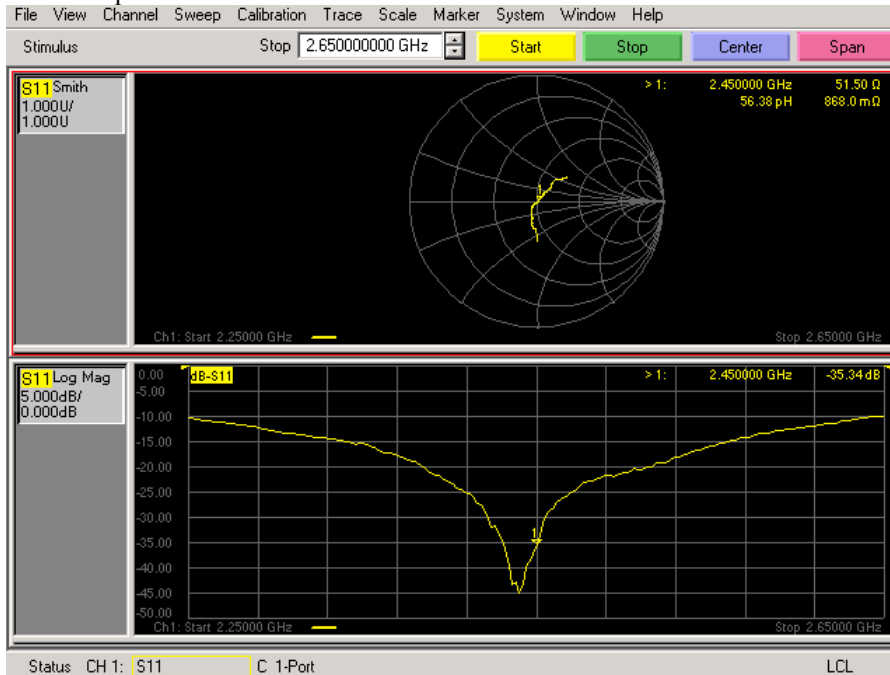 File View Channel Sweep Calibration Trace Scale Marker System Window Help
Stimulus Stop 2.650000000 GHz Start Stop Center Span
S11 Smith
1.000U/
1.000U
> 1: 2.450000 GHz 51.50 Ω
56.38 pH 868.0 mΩ
1
Ch1: Start 2.25000 GHz Stop 2.65000 GHz
S11 Log Mag
5.000dB/
0.000dB
dB-S11
> 1: 2.450000 GHz -35.34 dB
0.00
-5.00
-10.00
-15.00
-20.00
-25.00
-30.00
-35.00
-40.00
-45.00
-50.00
1
Ch1: Start 2.25000 GHz Stop 2.65000 GHz
Status CH 1: S11 C 1-Port LCL